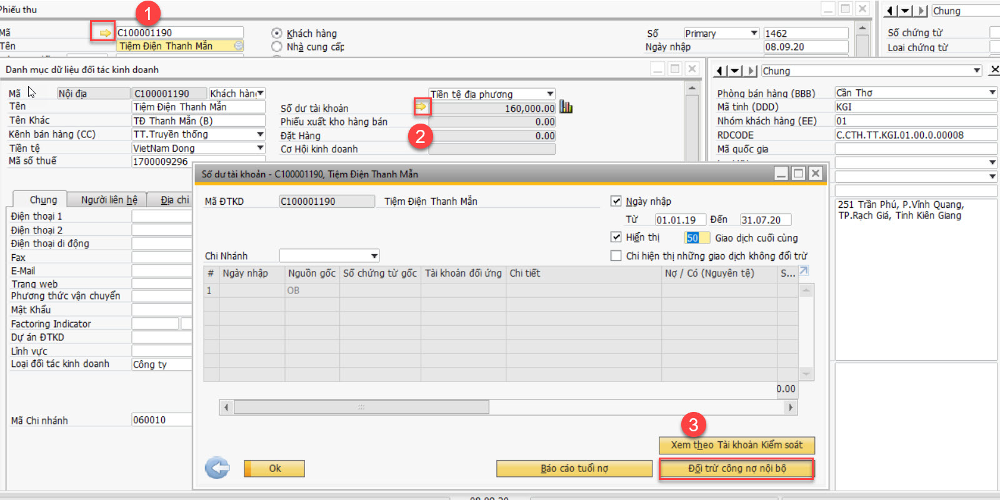 Phiếu thu
1
Mã C100001190
Tên Tiệm Điện Thanh Mẫn
Khách hàng
Nhà cung cấp
Số Primary 1462
Ngày nhập 08.09.20
Chung
Số chứng từ
Loại chứng từ
Danh mục dữ liệu đối tác kinh doanh
Mã Nội địa C100001190 Khách hàn
Tên Tiệm Điện Thanh Mẫn
Tên Khác TĐ Thanh Mẫn (B)
Kênh bán hàng (CC) TT.Truyền thống
Tiền tệ VietNam Dong
Mã số thuế 1700009296
Tiền tệ địa phương
Số dư tài khoản 160,000.00
Phiếu xuất kho hàng bán 0.00
2
Đặt Hàng 0.00
Cơ Hội kinh doanh
Chung
Phòng bán hàng (BBB) Cần Thơ
Mã tỉnh (DDD) KGI
Nhóm khách hàng (EE) 01
RDCODE C.CTH.TT.KGI.01.00.0.00008
Mã quốc gia
251 Trần Phú, P.Vĩnh Quang,
TP.Rạch Giá, Tỉnh Kiên Giang
Chung Người liên hệ Địa chỉ
Điện thoại 1
Điện thoại 2
Điện thoại di động
Fax
E-Mail
Trang web
Phương thức vận chuyển
Mật Khẩu
Factoring Indicator
Dự án ĐTKD
Lĩnh vực
Loại đối tác kinh doanh Công ty
Mã Chi nhánh 060010
Số dư tài khoản - C100001190, Tiệm Điện Thanh Mẫn
Mã ĐTKD C100001190 Tiệm Điện Thanh Mẫn
Ngày nhập
Từ 01.01.19 Đến 31.07.20
Hiển thị 50 Giao dịch cuối cùng
Chi Nhánh
Chỉ hiện thị những giao dịch không đối trừ
# Ngày nhập Nguồn gốc Số chứng từ gốc Tài khoản đối ứng Chi tiết Nợ / Có (Nguyên tệ) S...
1 OB
0.00
3
Xem theo Tài khoản Kiểm soát
Ok Báo cáo tuổi nợ Đối trừ công nợ nội bộ
08.09.20